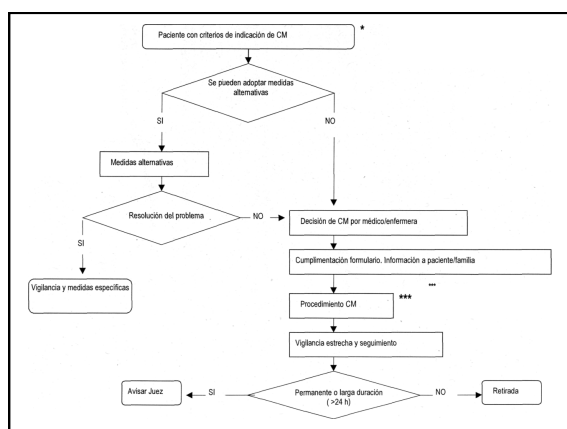 Paciente con criterios de indicación de CM
*
Se pueden adoptar medidas
alternativas
SI
NO
Medidas alternativas
Resolución del problema
NO
Decisión de CM por médico/enfermera
SI
Cumplimentación formulario. Información a paciente/familia
Vigilancia y medidas específicas
***
Procedimiento CM
***
Vigilancia estrecha y seguimiento
Avisar Juez
SI
Permanente o larga duración
( >24 h)
NO
Retirada